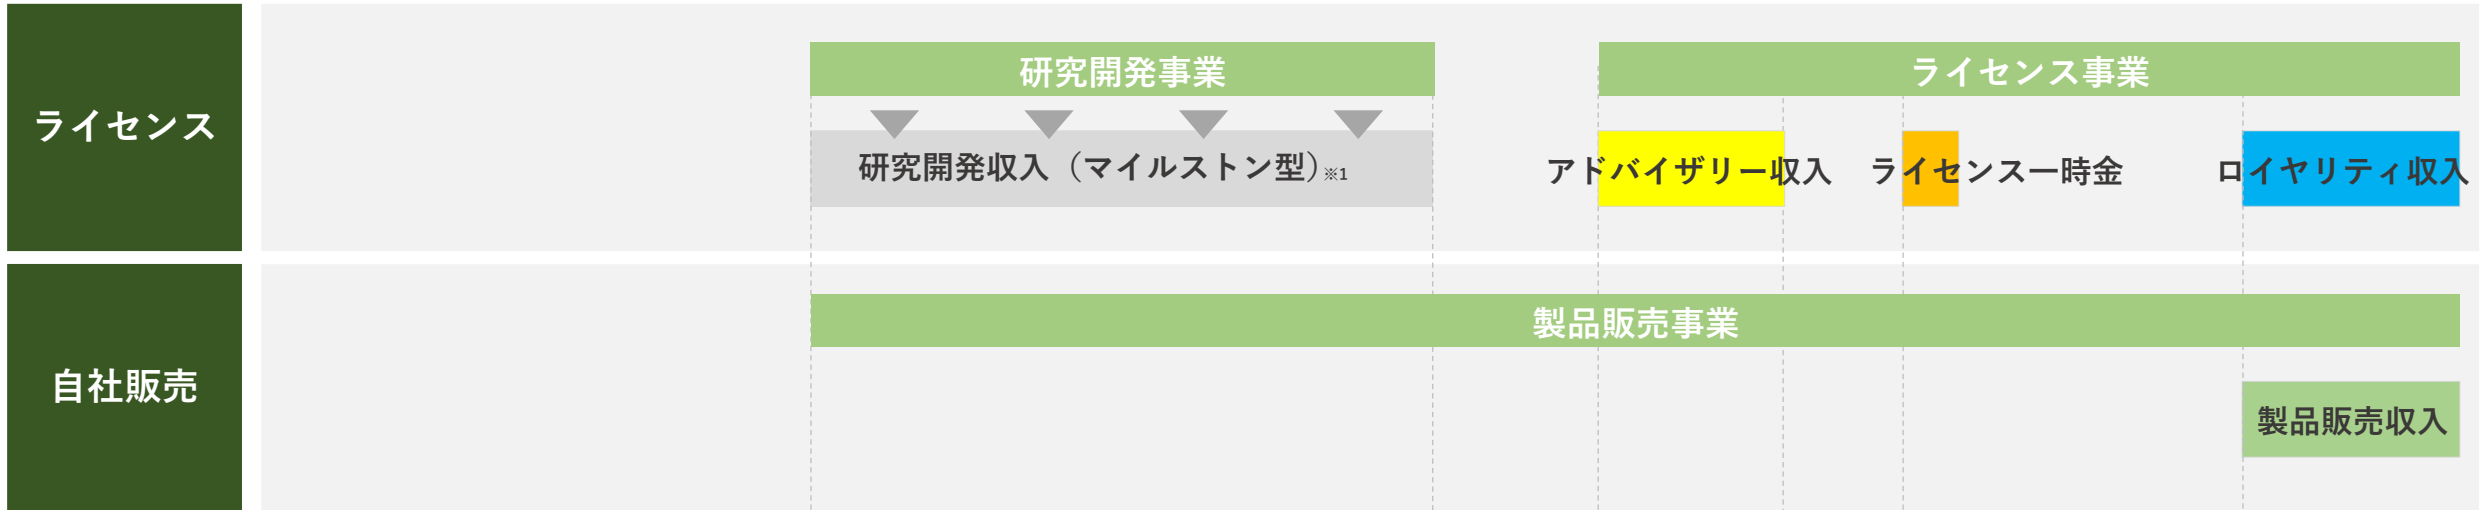 ライセンス
研究開発事業
ライセンス事業
研究開発収入（マイルストン型）※1
アドバイザリー収入
ライセンス一時金
ロイヤリティ収入
自社販売
製品販売事業
製品販売収入